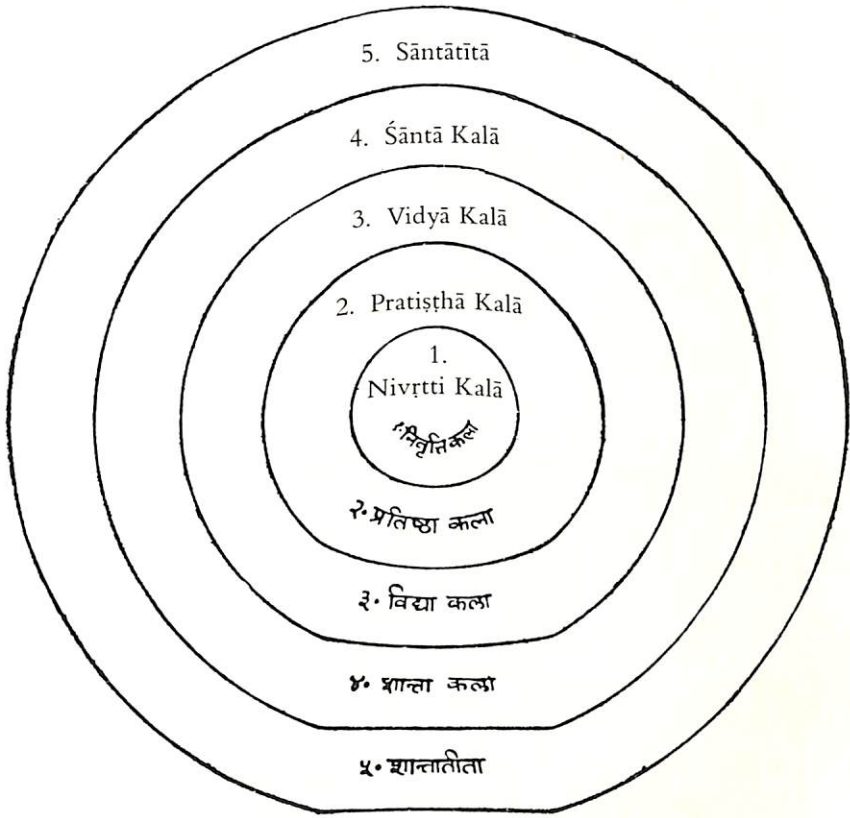 5. Sāntātītā
4. Śāntā Kalā
3. Vidyā Kalā
2. Pratiṣṭhā Kalā
1.
Nivṛtti Kalā
१·निवृत्ति कला
२· प्रतिष्ठा कला
३· विद्या कला
४· शान्ता कला
५· शान्तातीता